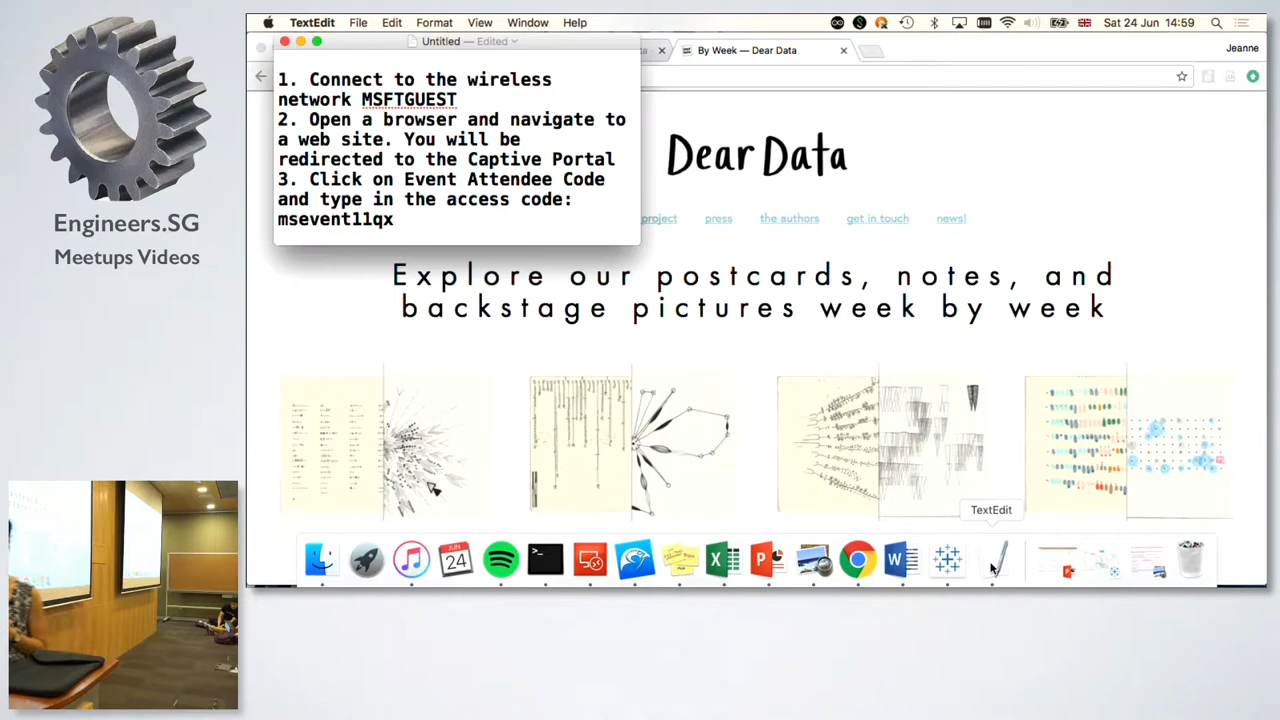 Engineers.SG
Meetups Videos
TextEdit File Edit Format View Window Help
Sat 24 Jun 14:59
Untitled — Edited
By Week — Dear Data
Jeanne
1. Connect to the wireless
network MSFTGUEST
2. Open a browser and navigate to
a web site. You will be
redirected to the Captive Portal
3. Click on Event Attendee Code
and type in the access code:
msevent11qx
Dear Data
project press the authors get in touch news!
Explore our postcards, notes, and
backstage pictures week by week
TextEdit
JUN
24